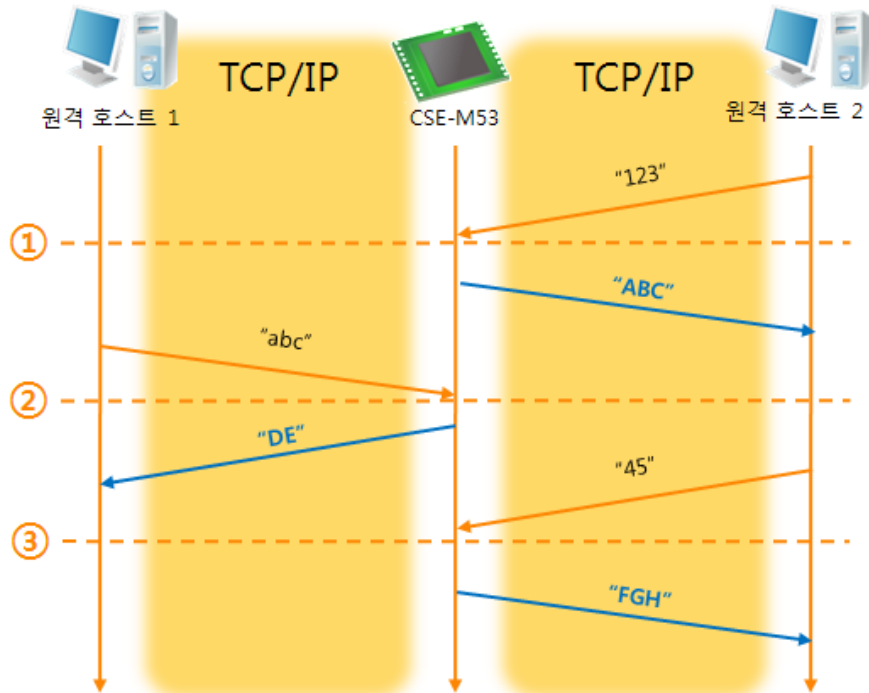 TCP/IP
TCP/IP
원격 호스트 1
CSE-M53
원격 호스트 2
"123"
①
"ABC"
"abc"
②
"DE"
"45"
③
"FGH"